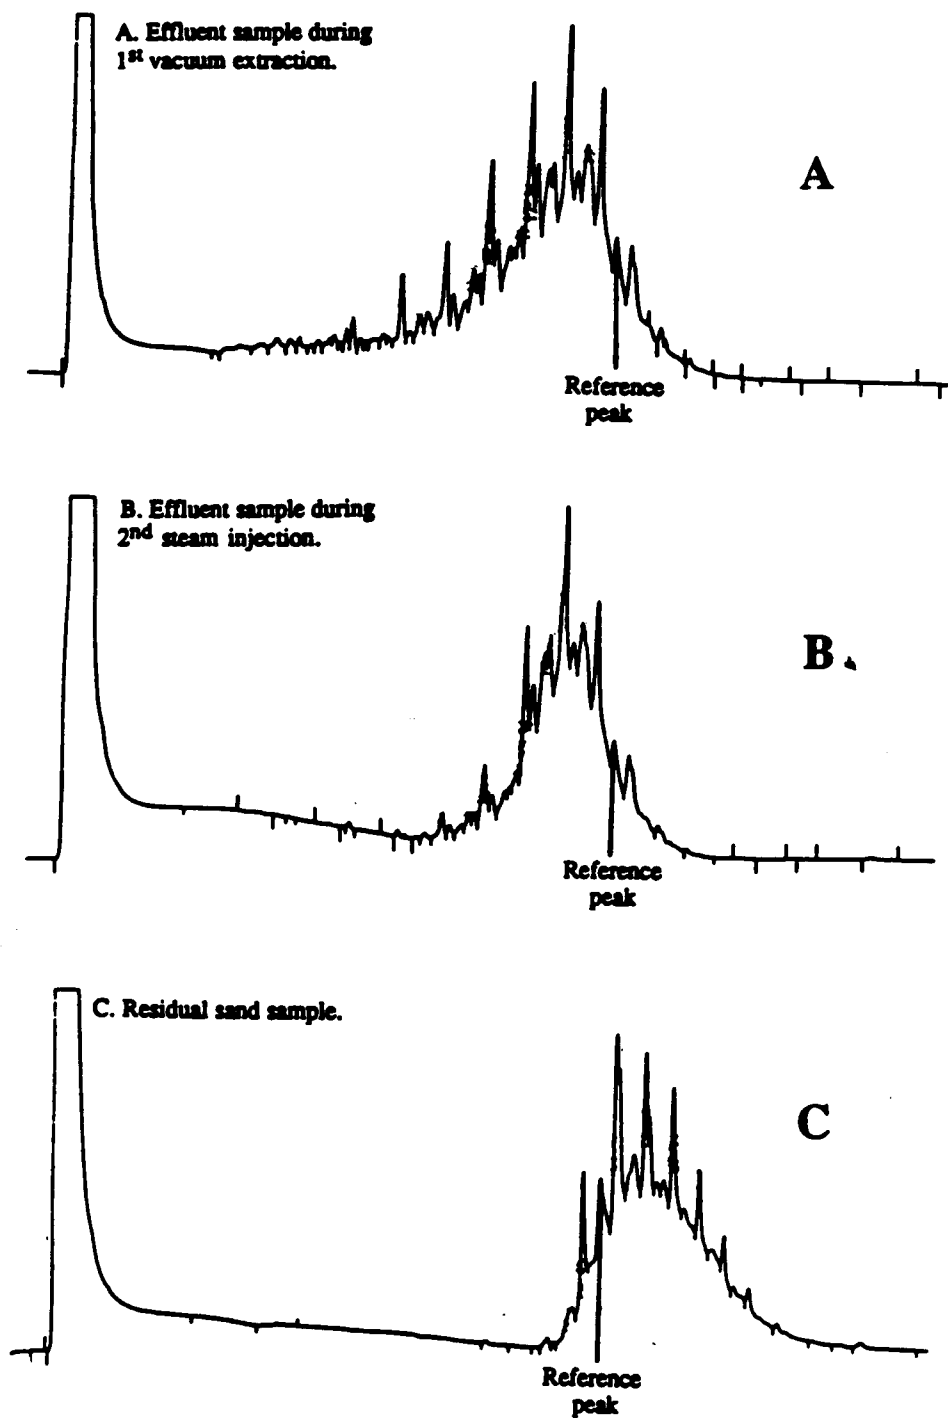 A. Effluent sample during
1st vacuum extraction.
A
Reference
peak
B. Effluent sample during
2nd steam injection.
B
Reference
peak
C. Residual sand sample.
C
Reference
peak